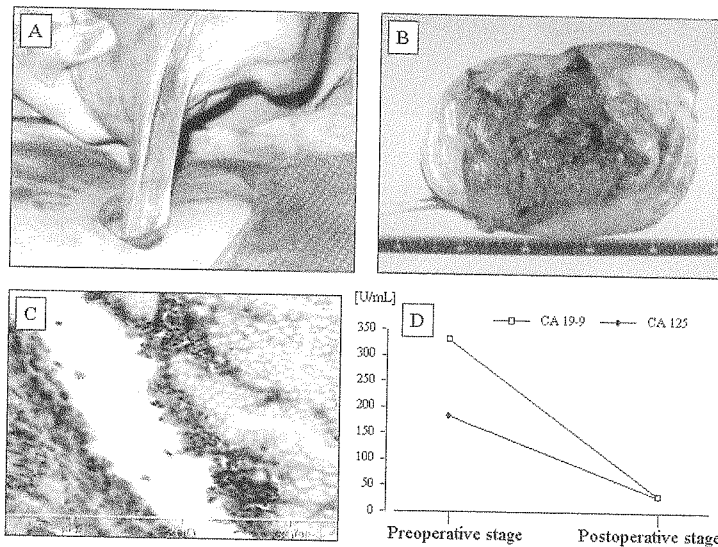 A
B
C
[U/mL]
D
CA 19-9
CA 125
350
300
250
200
150
100
50
0
Preoperative stage
Postoperative stage